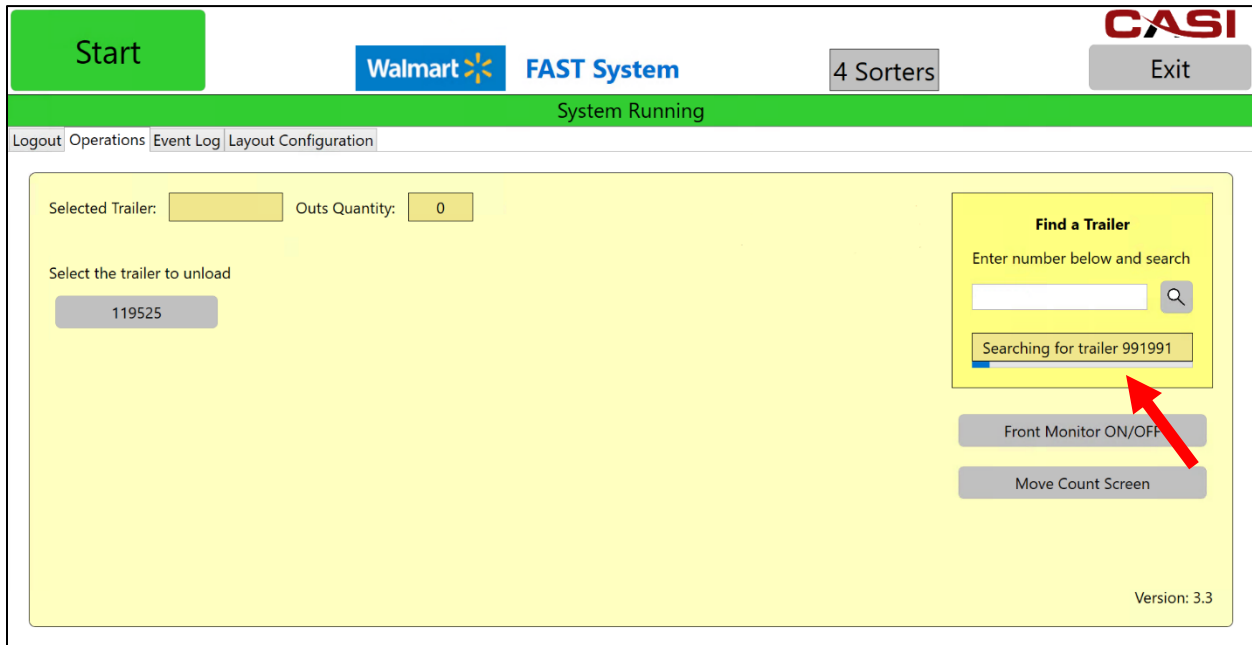 CASI
Start
Walmart FAST System
4 Sorters
Exit
System Running
Logout Operations Event Log Layout Configuration
Selected Trailer: Outs Quantity: 0
Find a Trailer
Enter number below and search
Select the trailer to unload
119525
Searching for trailer 991991
Front Monitor ON/OFF
Move Count Screen
Version: 3.3